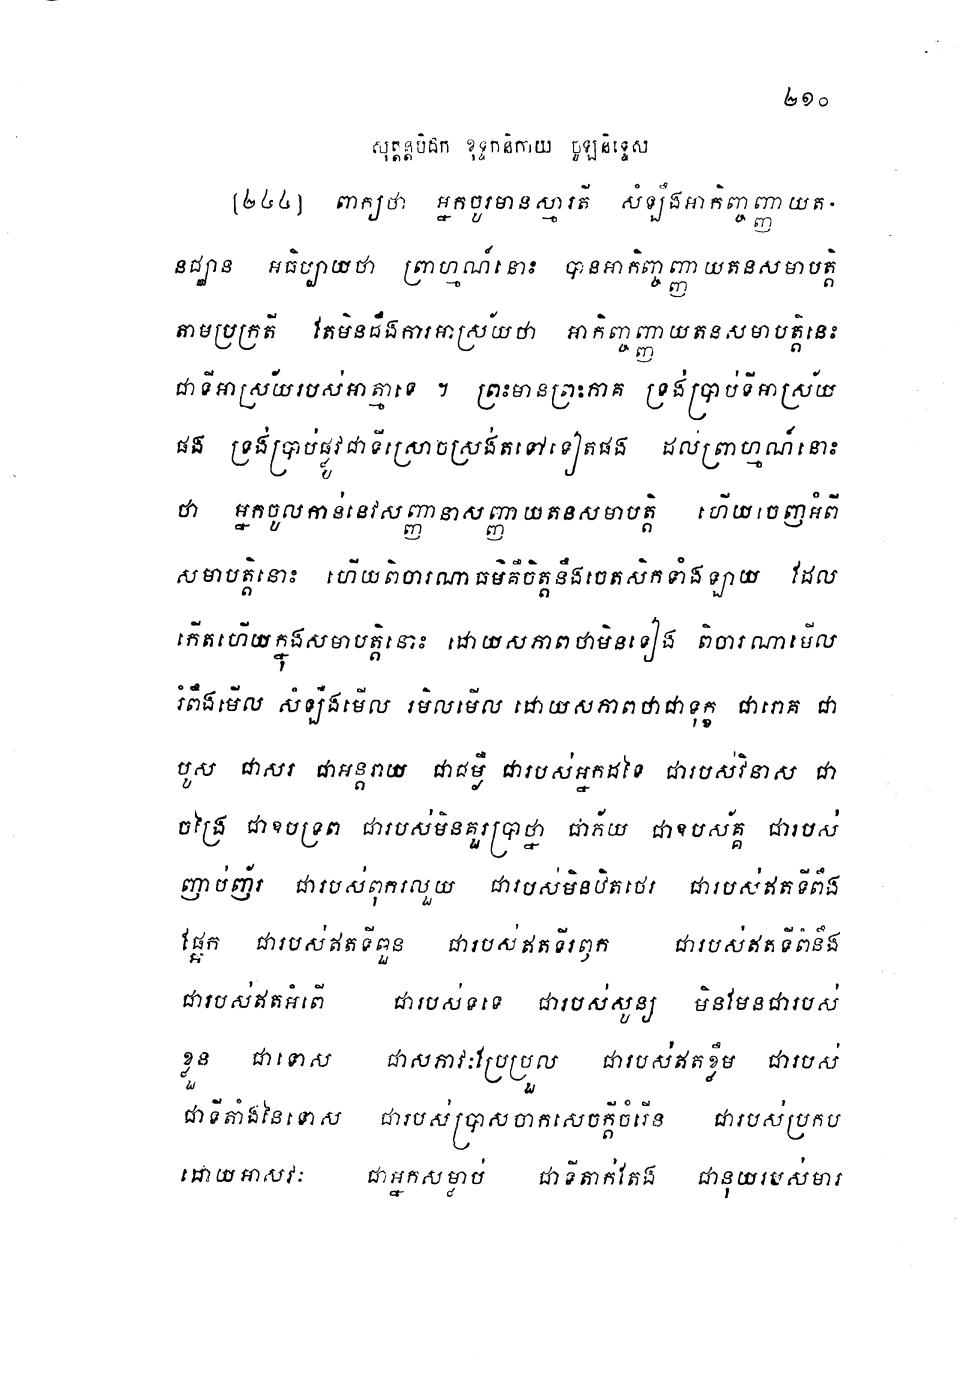 ២១០
សុត្តន្តបិដក ខុទ្ទកនិកាយ ចូឡនិទ្ទេស
[២៤៤] ពាក្យថា អ្នកចូរមានស្មារតី សំឡឹងអាកិញ្ចញ្ញាយត-
នជ្ឈាន អធិប្បាយថា ព្រាហ្មណ៍នោះ បានអាកិញ្ចញ្ញាយតនសមាបត្តិ
តាមប្រក្រតី តែមិនដឹងការអាស្រ័យថា អាកិញ្ចញ្ញាយតនសមាបត្តិនេះ
ជាទីអាស្រ័យរបស់អាត្មាទេ ។ ព្រះមានព្រះភាគ ទ្រង់ប្រាប់ទីអាស្រ័យ
ផង ទ្រង់ប្រាប់ផ្លូវជាទីស្រោចស្រង់តទៅទៀតផង ដល់ព្រាហ្មណ៍នោះ
ថា អ្នកចូលកាន់នេវសញ្ញានាសញ្ញាយតនសមាបត្តិ ហើយចេញអំពី
សមាបត្តិនោះ ហើយពិចារណាធម៌គឺចិត្តនឹងចេតសិកទាំងឡាយ ដែល
កើតហើយក្នុងសមាបត្តិនោះ ដោយសភាពថាមិនទៀង ពិចារណាមើល
រំពឹងមើល សំឡឹងមើល រមិលមើល ដោយសភាពថាជាទុក្ខ ជារោគ ជា
បូស ជាសរ ជាអន្តរាយ ជាជម្ងឺ ជារបស់អ្នកដទៃ ជារបស់វិនាស ជា
ចង្រៃ ជាឧបទ្រព ជារបស់មិនគួរប្រាថ្នា ជាភ័យ ជាឧបស័គ្គ ជារបស់
ញាប់ញ័រ ជារបស់ពុករលួយ ជារបស់មិនឋិតថេរ ជារបស់ឥតទីពឹង
ផ្អែក ជារបស់ឥតទីពួន ជារបស់ឥតទីរឭក ជារបស់ឥតទីពំនឹង
ជារបស់ឥតអំពើ ជារបស់ទទេ ជារបស់សូន្យ មិនមែនជារបស់
ខ្លួន ជាទោស ជាសភាវៈប្រែប្រួល ជារបស់ឥតខ្លឹម ជារបស់
ជាទីតាំងនៃទោស ជារបស់ប្រាសចាកសេចក្តីចំរើន ជារបស់ប្រកប
ដោយអាសវៈ ជាអ្នកសម្លាប់ ជាទីតាក់តែង ជានុយរបស់មារ